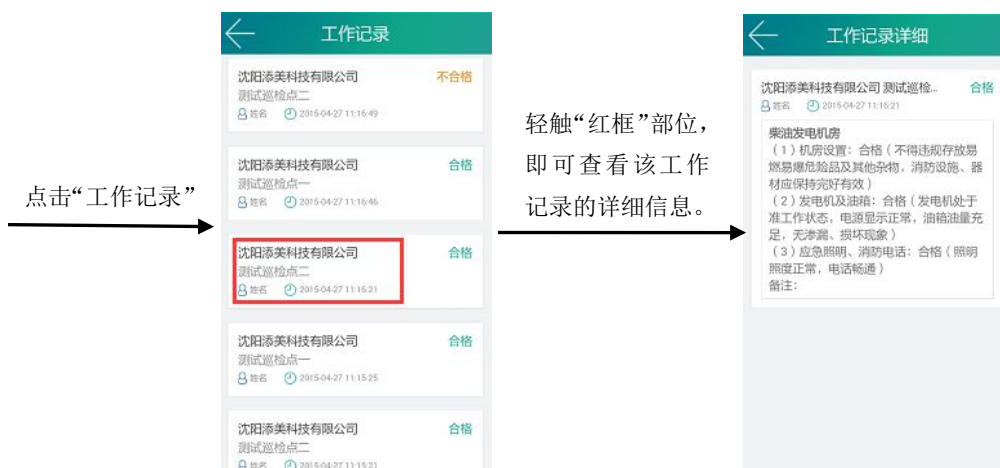 点击“工作记录”
工作记录
沈阳添美科技有限公司 不合格
测试巡检点二
姓名 2015-04-27 11:16:49
沈阳添美科技有限公司 合格
测试巡检点一
姓名 2015-04-27 11:16:46
沈阳添美科技有限公司 合格
测试巡检点二
姓名 2015-04-27 11:16:21
沈阳添美科技有限公司 合格
测试巡检点一
姓名 2015-04-27 11:15:25
沈阳添美科技有限公司 合格
测试巡检点二
姓名 2015-04-27 11:15:21
轻触“红框”部位，
即可查看该工作
记录的详细信息。
工作记录详细
沈阳添美科技有限公司 测试巡检... 合格
姓名 2015-04-27 11:16:21
柴油发电机房
（1）机房设置：合格（不得违规存放易
燃易爆危险品及其他杂物，消防设施、器
材应保持完好有效）
（2）发电机及油箱：合格（发电机处于
准工作状态，电源显示正常，油箱油量充
足，无渗漏、损坏现象）
（3）应急照明、消防电话：合格（照明
照度正常，电话畅通）
备注：